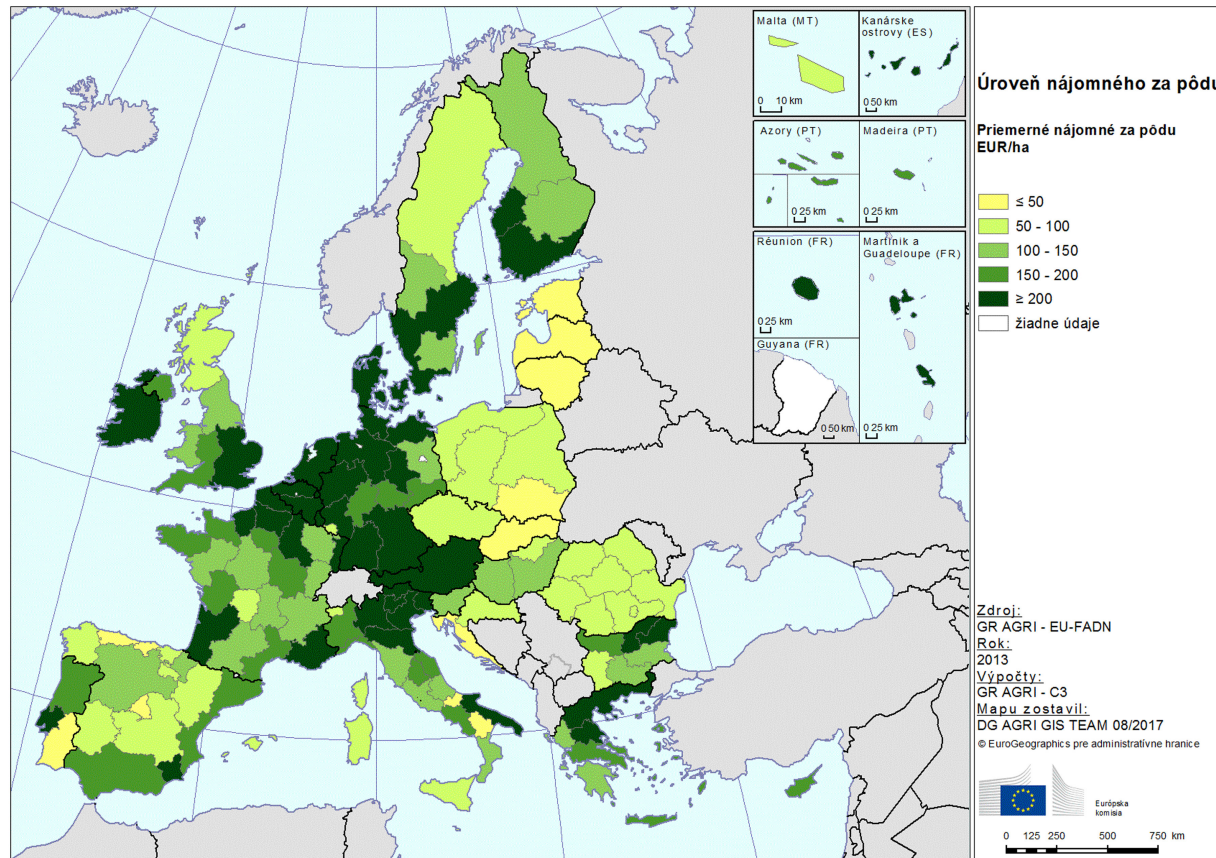 Malta (MT)
0 10 km
Kanárske
ostrovy (ES)
0 50 km
Azory (PT)
0 25 km
Madeira (PT)
0 25 km
Réunion (FR)
0 25 km
Martinik a
Guadeloupe (FR)
0 25 km
Guyana (FR)
0 50 km
Úroveň nájomného za pôdu
Priemerné nájomné za pôdu
EUR/ha
≤ 50
50 - 100
100 - 150
150 - 200
≥ 200
žiadne údaje
Zdroj:
GR AGRI - EU-FADN
Rok:
2013
Výpočty:
GR AGRI - C3
Mapu zostavil:
DG AGRI GIS TEAM 08/2017
© EuroGeographics pre administratívne hranice
Európska
komisia
0 125 250 500 750 km